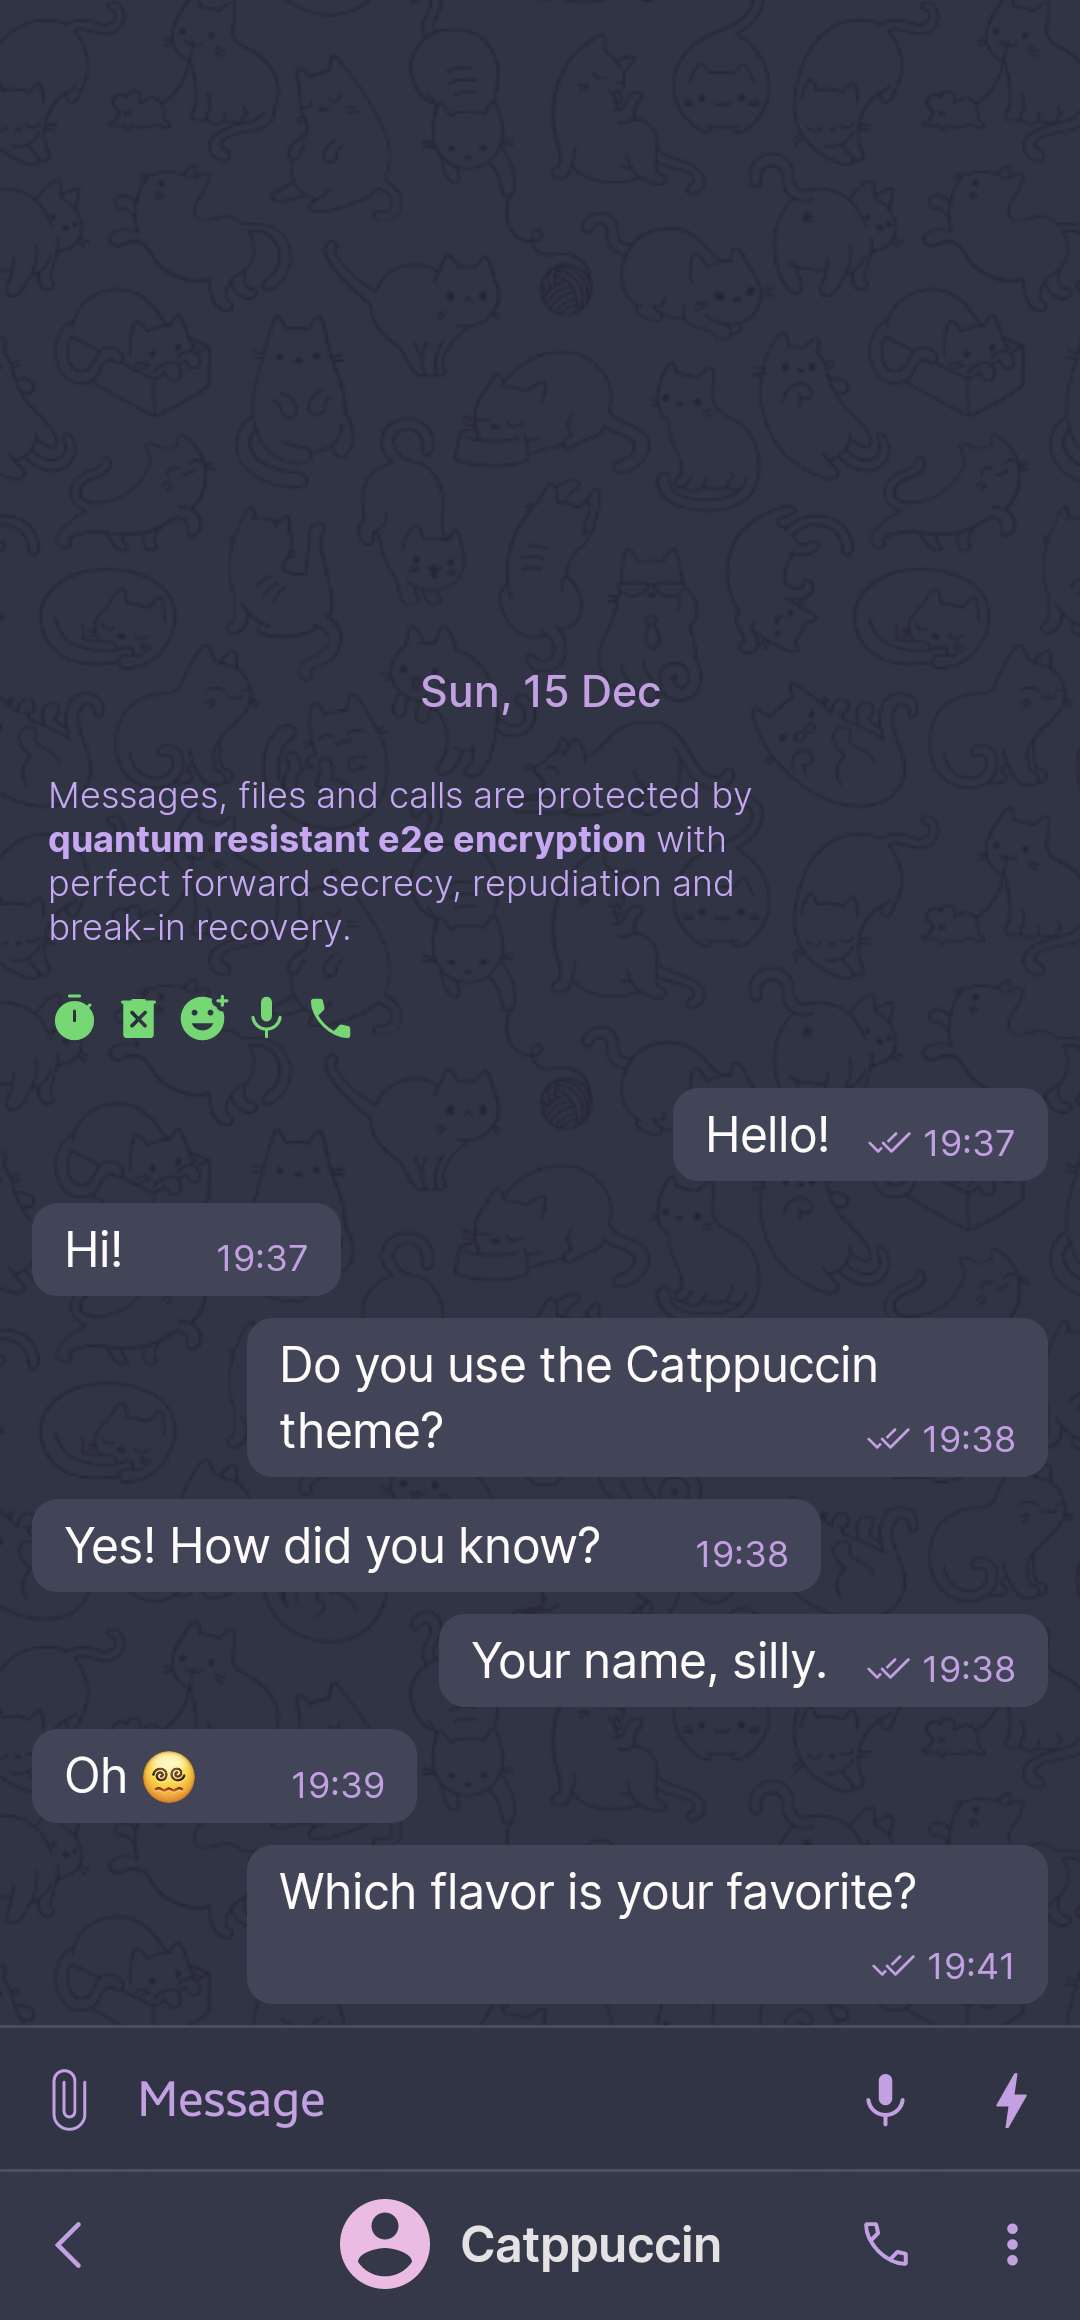 Sun, 15 Dec
Messages, files and calls are protected by
quantum resistant e2e encryption with
perfect forward secrecy, repudiation and
break-in recovery.
Hello! 19:37
Hi! 19:37
Do you use the Catppuccin
theme? 19:38
Yes! How did you know? 19:38
Your name, silly. 19:38
Oh 😵‍💫 19:39
Which flavor is your favorite?
19:41
Message
Catppuccin